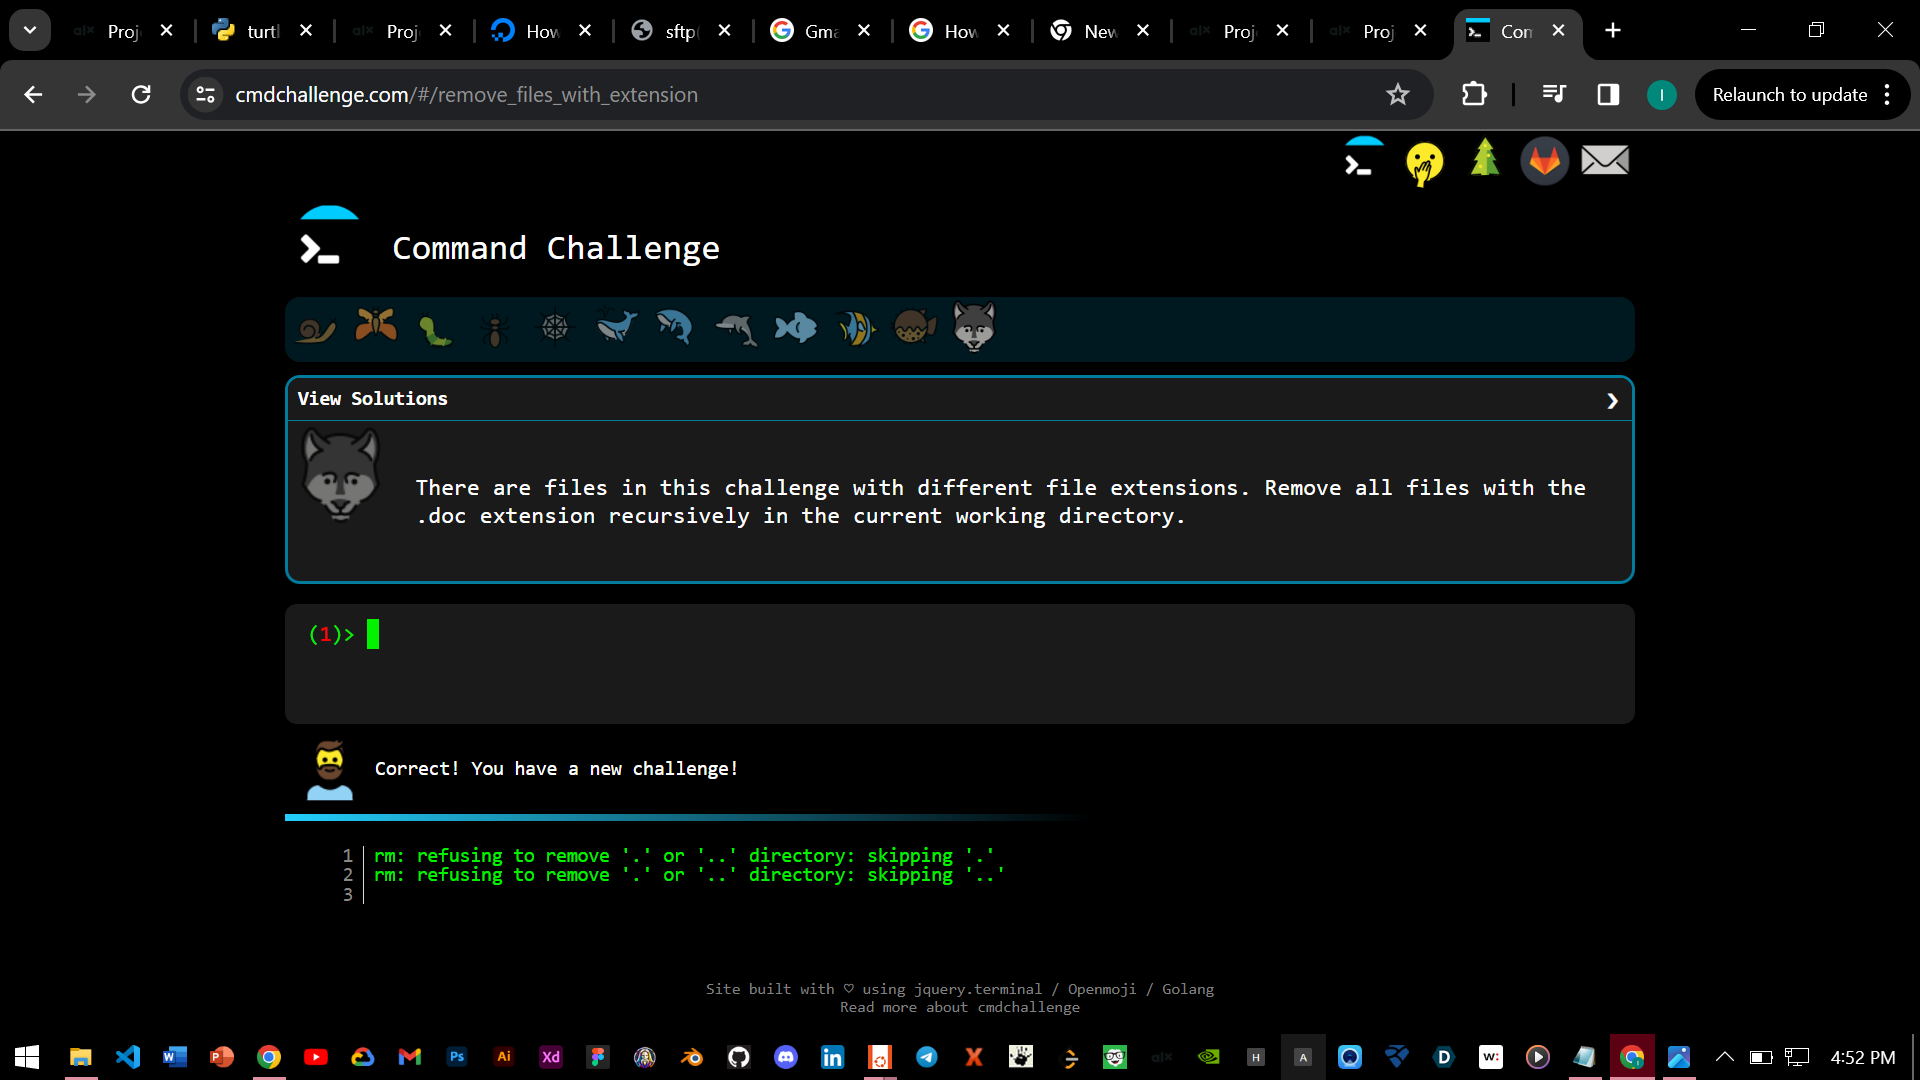 Proj
turtl
Proj
How
sftp(
Gma
How
New
Proj
Proj
Com
cmdchallenge.com/#/remove_files_with_extension
I
Relaunch to update
Command Challenge
View Solutions
There are files in this challenge with different file extensions. Remove all files with the
.doc extension recursively in the current working directory.
(1)>
Correct! You have a new challenge!
1 rm: refusing to remove '.' or '..' directory: skipping '.'
2 rm: refusing to remove '.' or '..' directory: skipping '..'
3
Site built with ♡ using jquery.terminal / Openmoji / Golang
Read more about cmdchallenge
4:52 PM